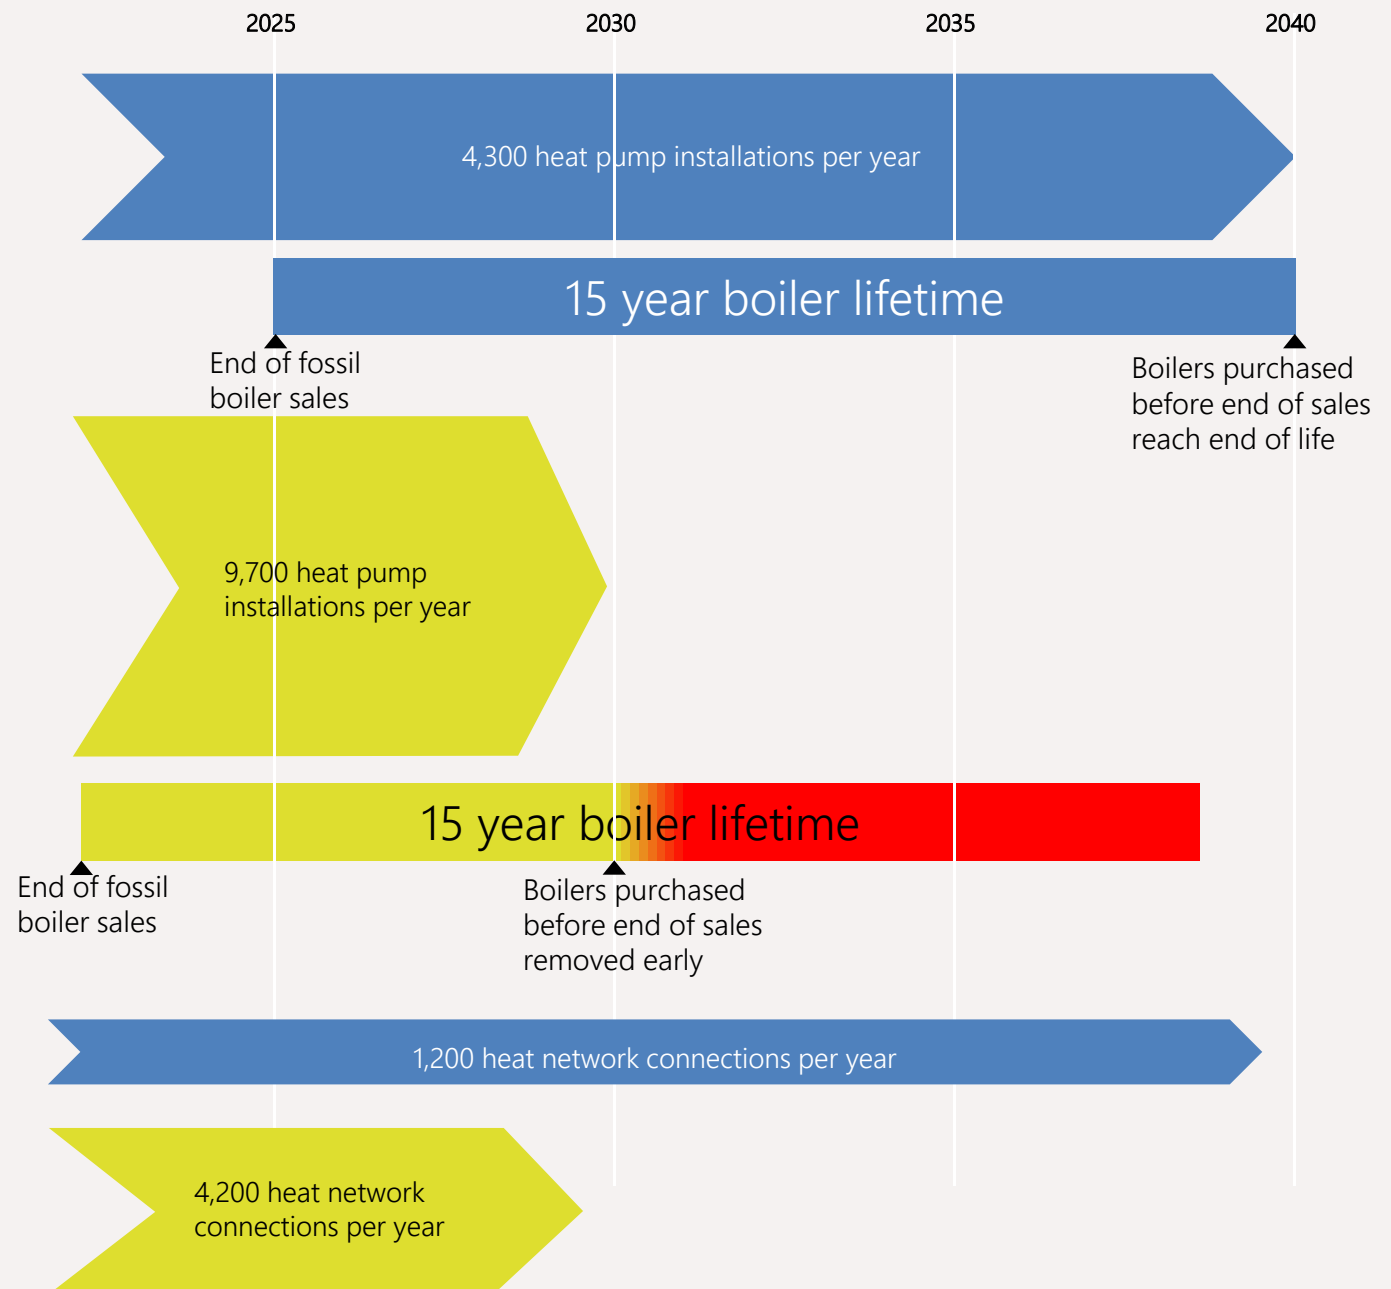 2025 2030 2035 2040
4,300 heat pump installations per year
15 year boiler lifetime
End of fossil
boiler sales
Boilers purchased
before end of sales
reach end of life
9,700 heat pump
installations per year
15 year boiler lifetime
End of fossil
boiler sales
Boilers purchased
before end of sales
removed early
1,200 heat network connections per year
4,200 heat network
connections per year